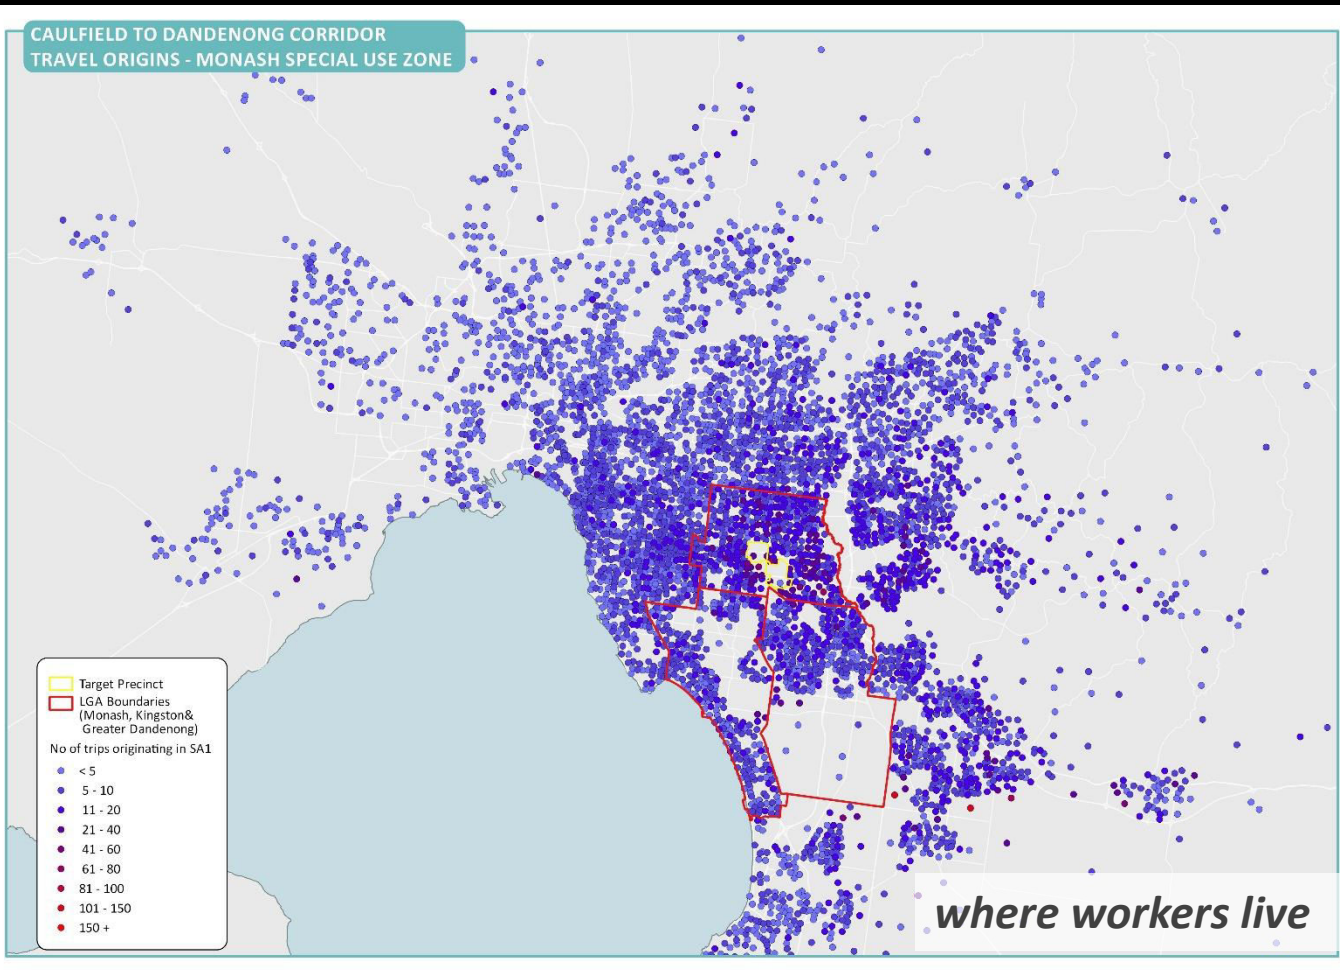 CAULFIELD TO DANDENONG CORRIDOR
TRAVEL ORIGINS - MONASH SPECIAL USE ZONE
Target Precinct
LGA Boundaries
(Monash, Kingston&
Greater Dandenong)
No of trips originating in SA1
< 5
5 - 10
11 - 20
21 - 40
41 - 60
61 - 80
81 - 100
101 - 150
150 +
where workers live